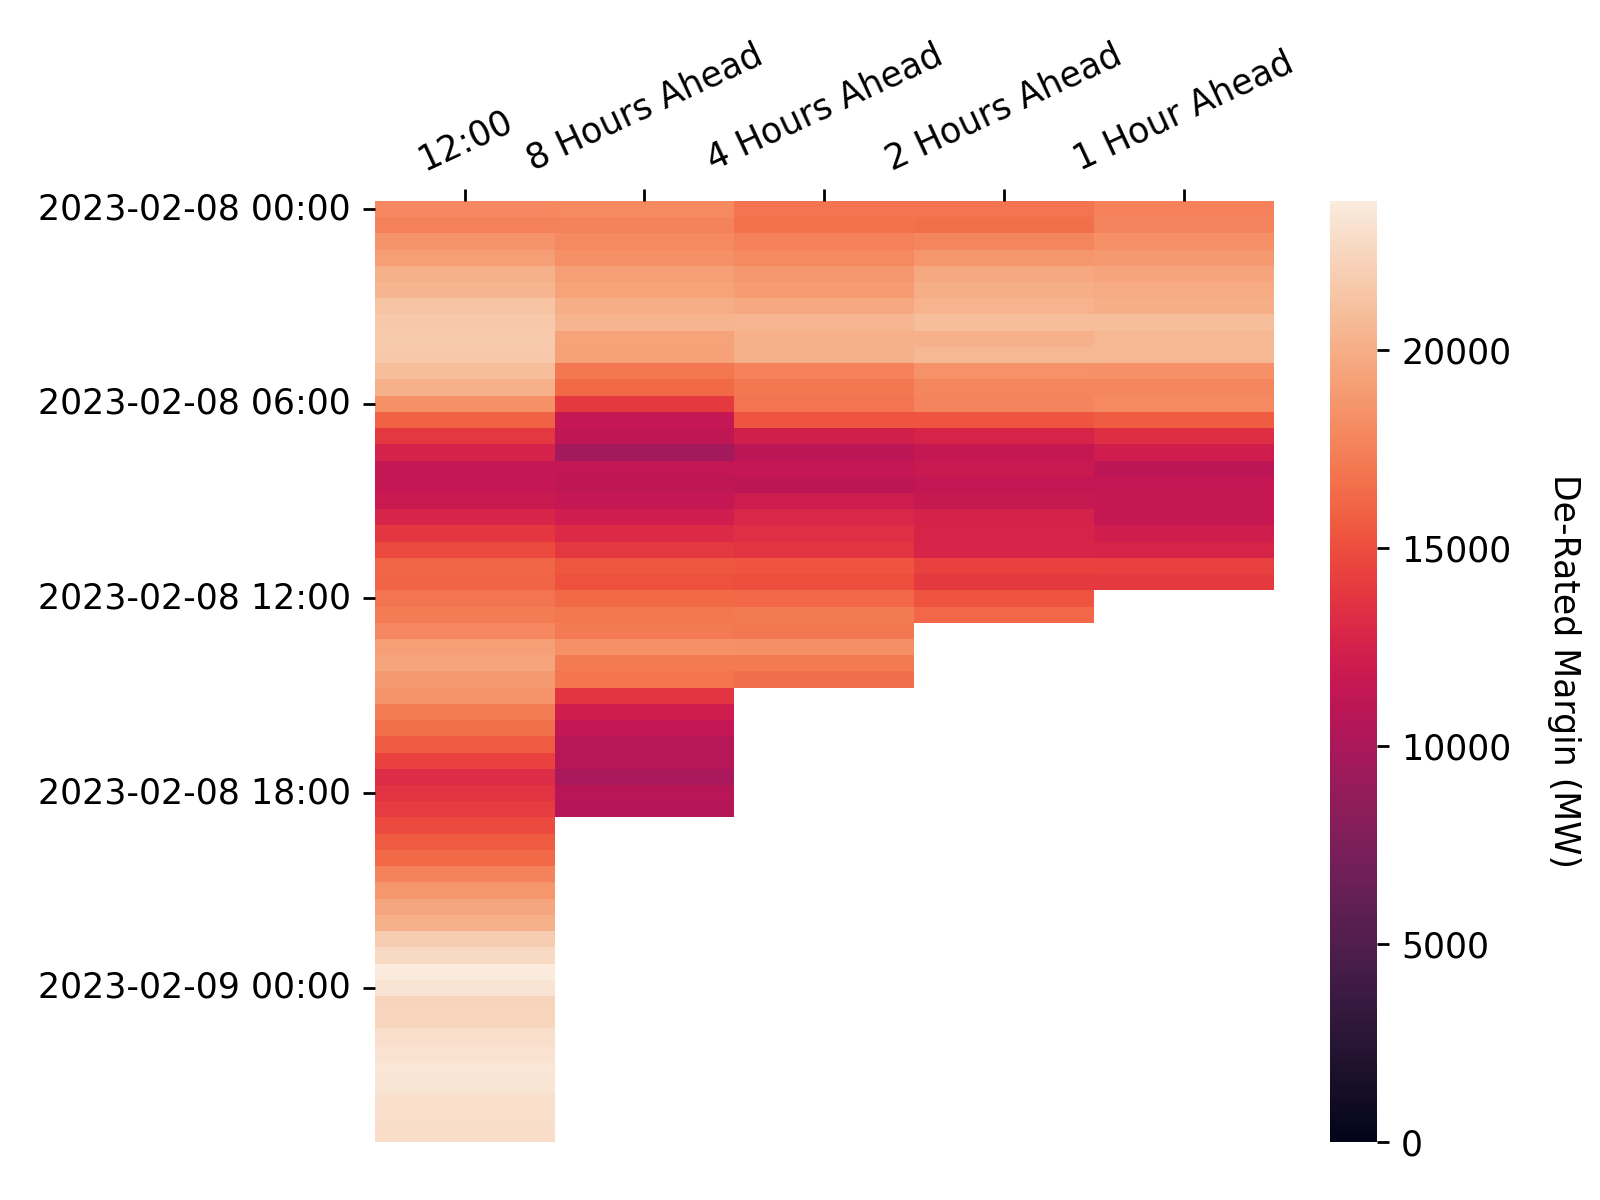 12:00
8 Hours Ahead
4 Hours Ahead
2 Hours Ahead
1 Hour Ahead
2023-02-08 00:00
2023-02-08 06:00
2023-02-08 12:00
2023-02-08 18:00
2023-02-09 00:00
20000
15000
10000
5000
0
De-Rated Margin (MW)